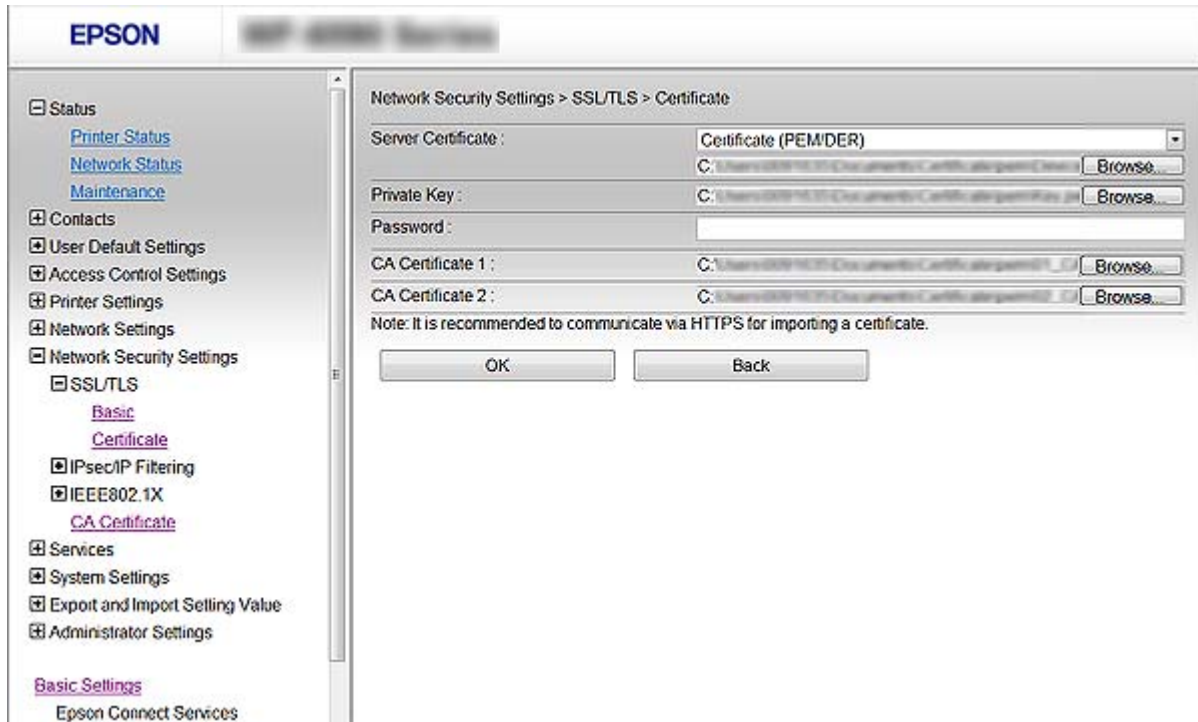 EPSON
Status
Printer Status
Network Status
Maintenance
Contacts
User Default Settings
Access Control Settings
Printer Settings
Network Settings
Network Security Settings
SSL/TLS
Basic
Certificate
IPsec/IP Filtering
IEEE802.1X
CA Certificate
Services
System Settings
Export and Import Setting Value
Administrator Settings
Basic Settings
Epson Connect Services
Network Security Settings > SSL/TLS > Certificate
Server Certificate : Certificate (PEM/DER)
C: Browse...
Private Key : C: Browse...
Password :
CA Certificate 1 : C: Browse...
CA Certificate 2 : C: Browse...
Note: It is recommended to communicate via HTTPS for importing a certificate.
OK Back